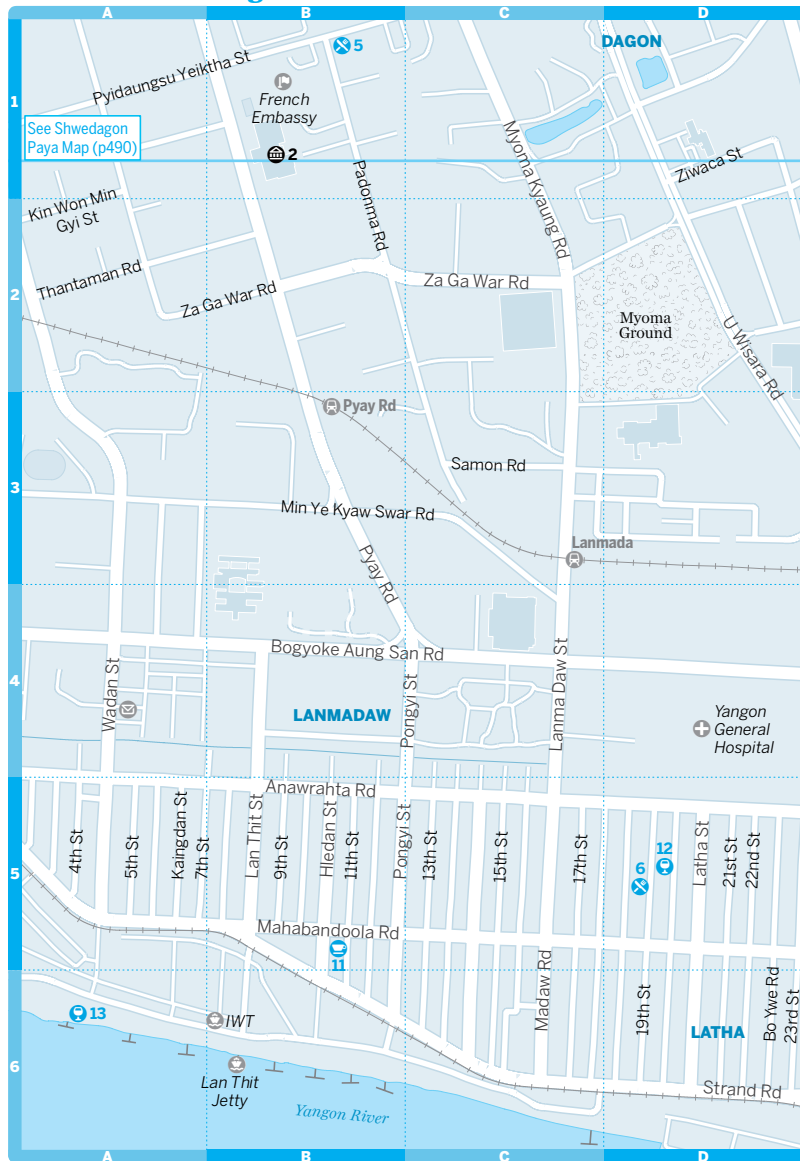 A
B
C
D
1
2
3
4
5
6
DAGON
5
Pyidaungsu Yeiktha St
French
Embassy
See Shwedagon
Paya Map (p490)
2
Padonma Rd
Myoma Kyaung Rd
Ziwaca St
Kin Won Min
Gyi St
Thantaman Rd
Za Ga War Rd
Za Ga War Rd
Myoma
Ground
U Wisara Rd
Pyay Rd
Samon Rd
Min Ye Kyaw Swar Rd
Lanmada
Pyay Rd
Bogyoke Aung San Rd
Wadan St
LANMADAW
Pongyi St
Lanma Daw St
Yangon
General
Hospital
Anawrahta Rd
4th St
5th St
Kaingdan St
7th St
Lan Thit St
9th St
Hledan St
11th St
Pongyi St
13th St
15th St
17th St
6
12
Latha St
21st St
22nd St
Mahabandoola Rd
11
Madaw Rd
19th St
Bo Ywe Rd
23rd St
13
IWT
LATHA
Lan Thit
Jetty
Yangon River
Strand Rd
A
B
C
D